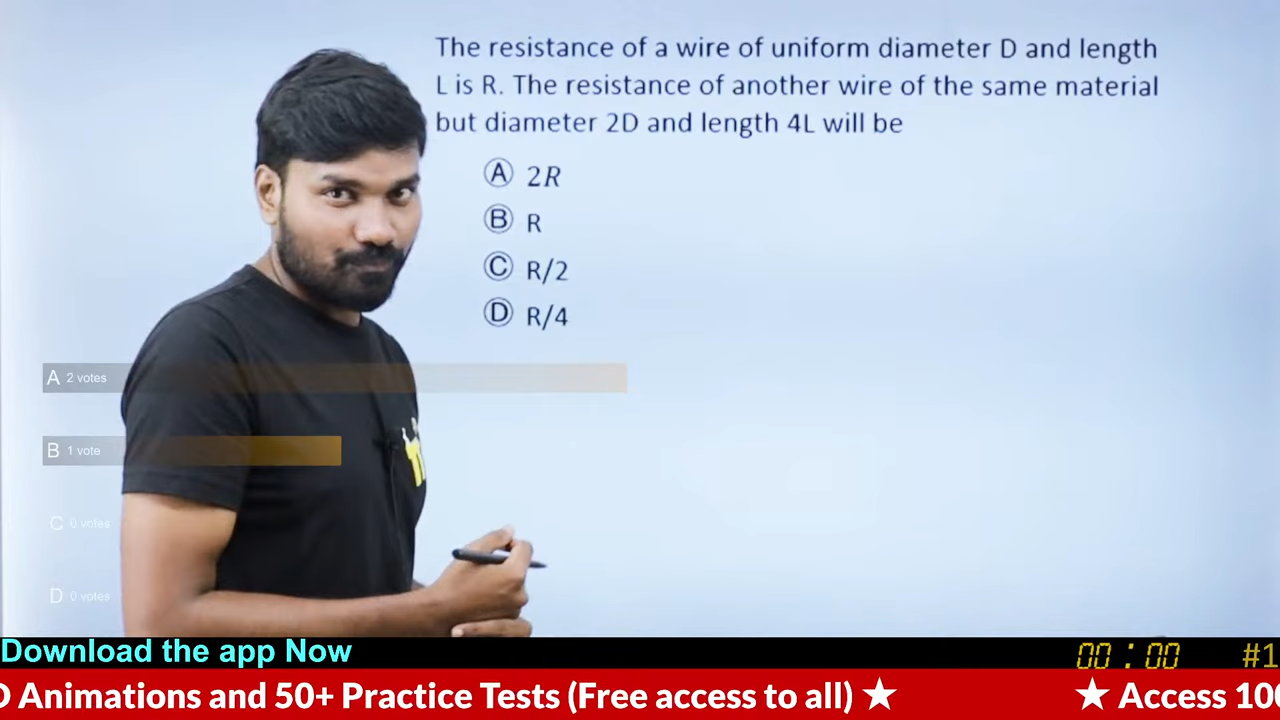 The resistance of a wire of uniform diameter D and length
L is R. The resistance of another wire of the same material
but diameter 2D and length 4L will be
Ⓐ 2R
Ⓑ R
Ⓒ R/2
Ⓓ R/4
A 2 votes
B 1 vote
C 0 votes
D 0 votes
Download the app Now
00 : 00 #1
D Animations and 50+ Practice Tests (Free access to all) ★ ★ Access 100